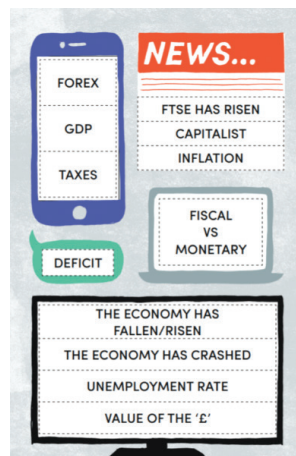 FOREX
GDP
TAXES
NEWS...
FTSE HAS RISEN
CAPITALIST
INFLATION
DEFICIT
FISCAL
VS
MONETARY
THE ECONOMY HAS
FALLEN/RISEN
THE ECONOMY HAS CRASHED
UNEMPLOYMENT RATE
VALUE OF THE '£'